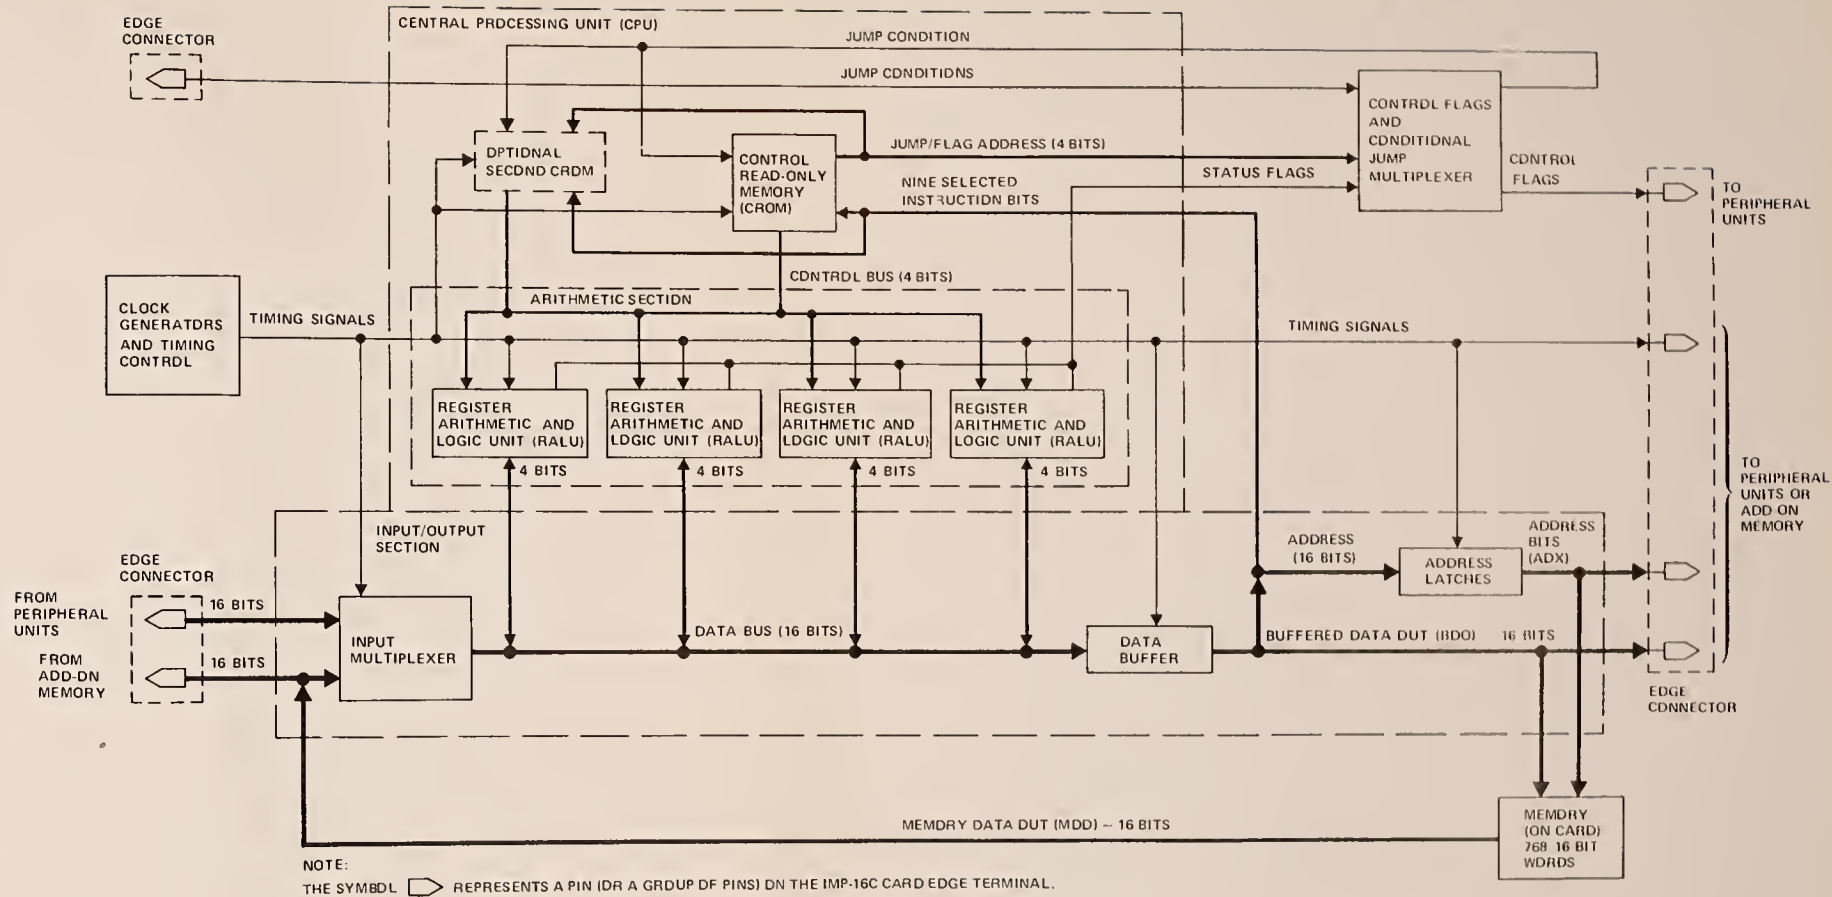 EDGE
CONNECTOR
CENTRAL PROCESSING UNIT (CPU)
JUMP CONDITION
JUMP CONDITIONS
CONTROL FLAGS
AND
CONDITIONAL
JUMP
MULTIPLEXER
OPTIONAL
SECOND CROM
CONTROL
READ-ONLY
MEMORY
(CROM)
JUMP/FLAG ADDRESS (4 BITS)
STATUS FLAGS
NINE SELECTED
INSTRUCTION BITS
CONTROL
FLAGS
TO
PERIPHERAL
UNITS
CONTROL BUS (4 BITS)
ARITHMETIC SECTION
CLOCK
GENERATORS
AND TIMING
CONTROL
TIMING SIGNALS
TIMING SIGNALS
REGISTER
ARITHMETIC AND
LOGIC UNIT (RALU)
REGISTER
ARITHMETIC AND
LOGIC UNIT (RALU)
REGISTER
ARITHMETIC AND
LOGIC UNIT (RALU)
REGISTER
ARITHMETIC AND
LOGIC UNIT (RALU)
4 BITS
4 BITS
4 BITS
4 BITS
TO
PERIPHERAL
UNITS OR
ADD-ON
MEMORY
INPUT/OUTPUT
SECTION
ADDRESS
(16 BITS)
ADDRESS
LATCHES
ADDRESS
BITS
(ADX)
EDGE
CONNECTOR
FROM
PERIPHERAL
UNITS
16 BITS
FROM
ADD-ON
MEMORY
16 BITS
INPUT
MULTIPLEXER
DATA BUS (16 BITS)
DATA
BUFFER
BUFFERED DATA OUT (BDO) 16 BITS
EDGE
CONNECTOR
MEMORY DATA OUT (MDO) – 16 BITS
MEMORY
(ON CARD)
768 16 BIT
WORDS
NOTE:
THE SYMBOL REPRESENTS A PIN (OR A GROUP OF PINS) ON THE IMP-16C CARD EDGE TERMINAL.